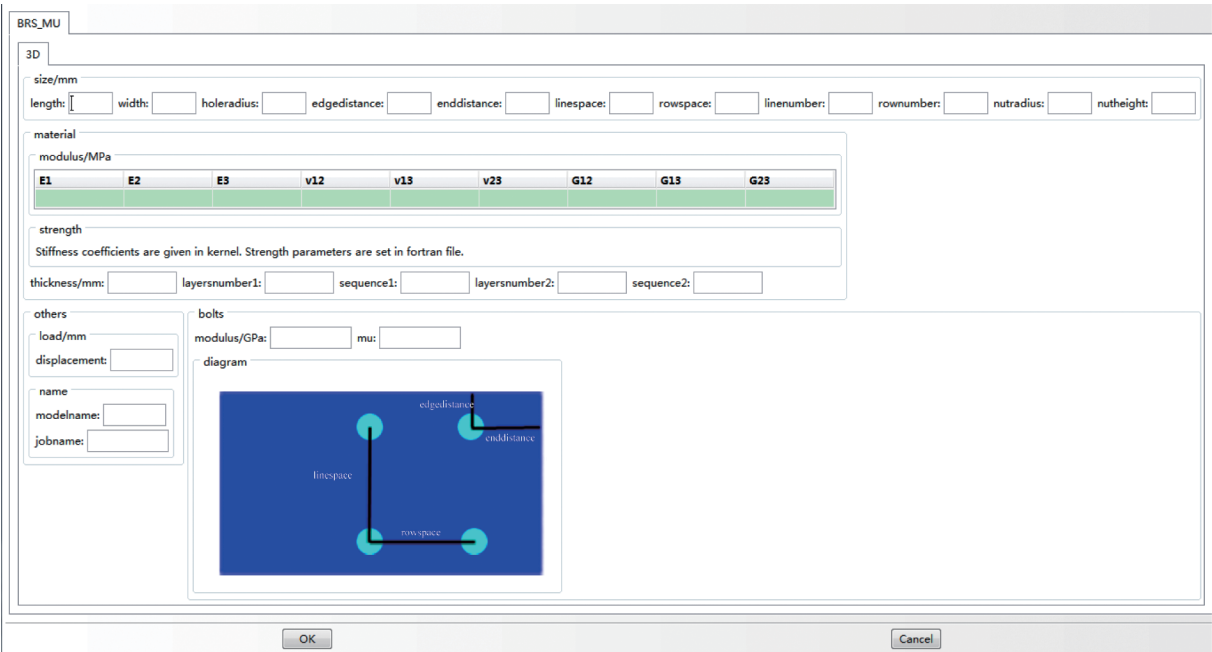 BRS_MU
3D
size/mm
length: width: holeradius: edgedistance: enddistance: linespace: rowspace: linenumber: rownumber: nutradius: nutheight:
material
modulus/MPa
E1 E2 E3 v12 v13 v23 G12 G13 G23
strength
Stiffness coefficients are given in kernel. Strength parameters are set in fortran file.
thickness/mm: layersnumber1: sequence1: layersnumber2: sequence2:
others
load/mm
displacement:
name
modelname:
jobname:
bolts
modulus/GPa: mu:
diagram
edgedistance
enddistance
linespace
rowspace
OK Cancel